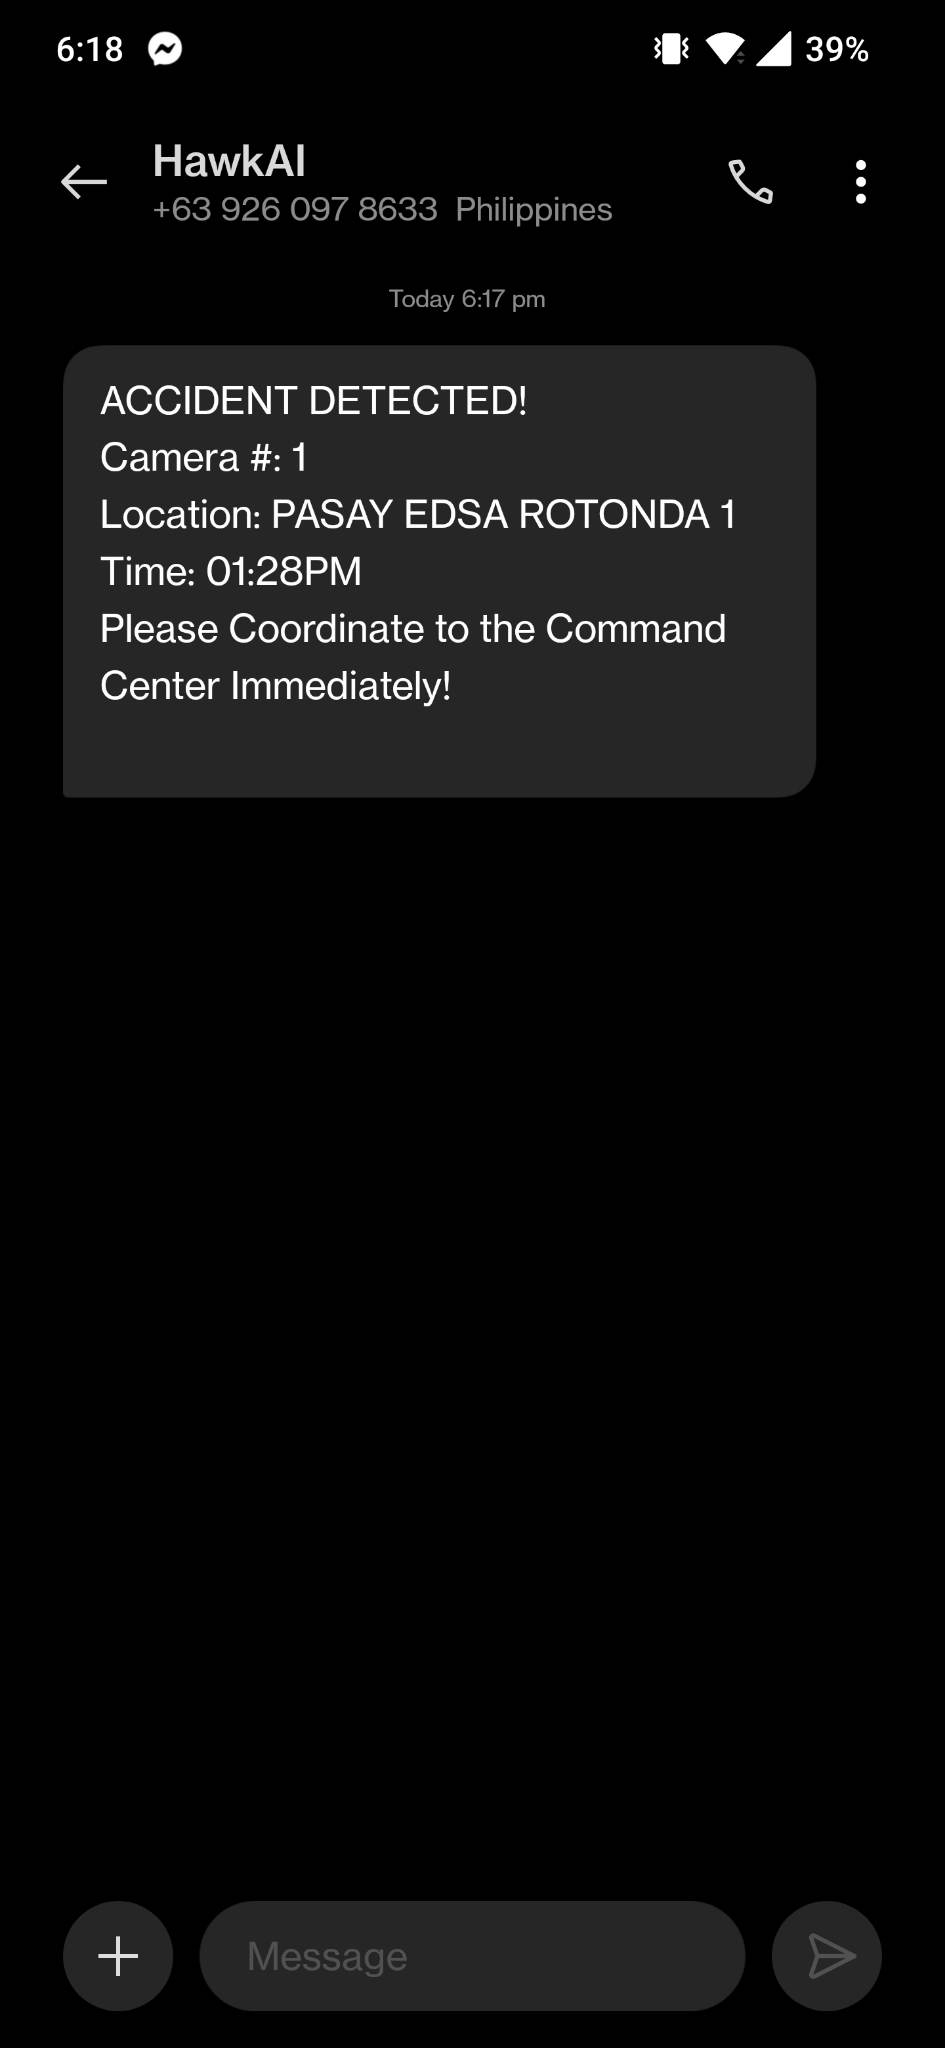 6:18
39%
HawkAI
+63 926 097 8633 Philippines
Today 6:17 pm
ACCIDENT DETECTED!
Camera #: 1
Location: PASAY EDSA ROTONDA 1
Time: 01:28PM
Please Coordinate to the Command
Center Immediately!
Message